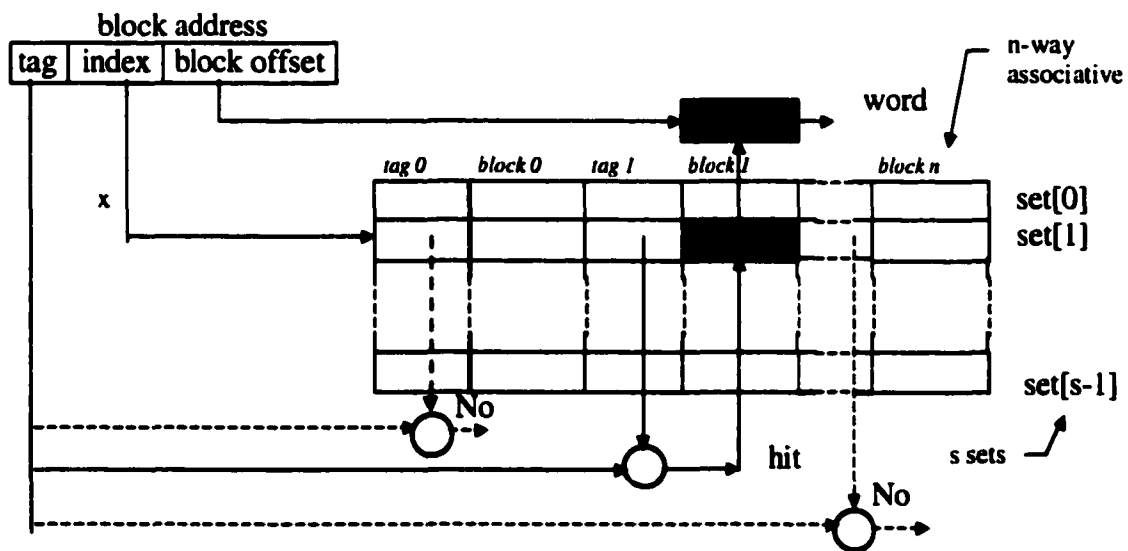 block address
tag index block offset
n-way
associative
word
tag 0 block 0 tag 1 block 1 block n
x
set[0]
set[1]
set[s-1]
No
hit
s sets
No